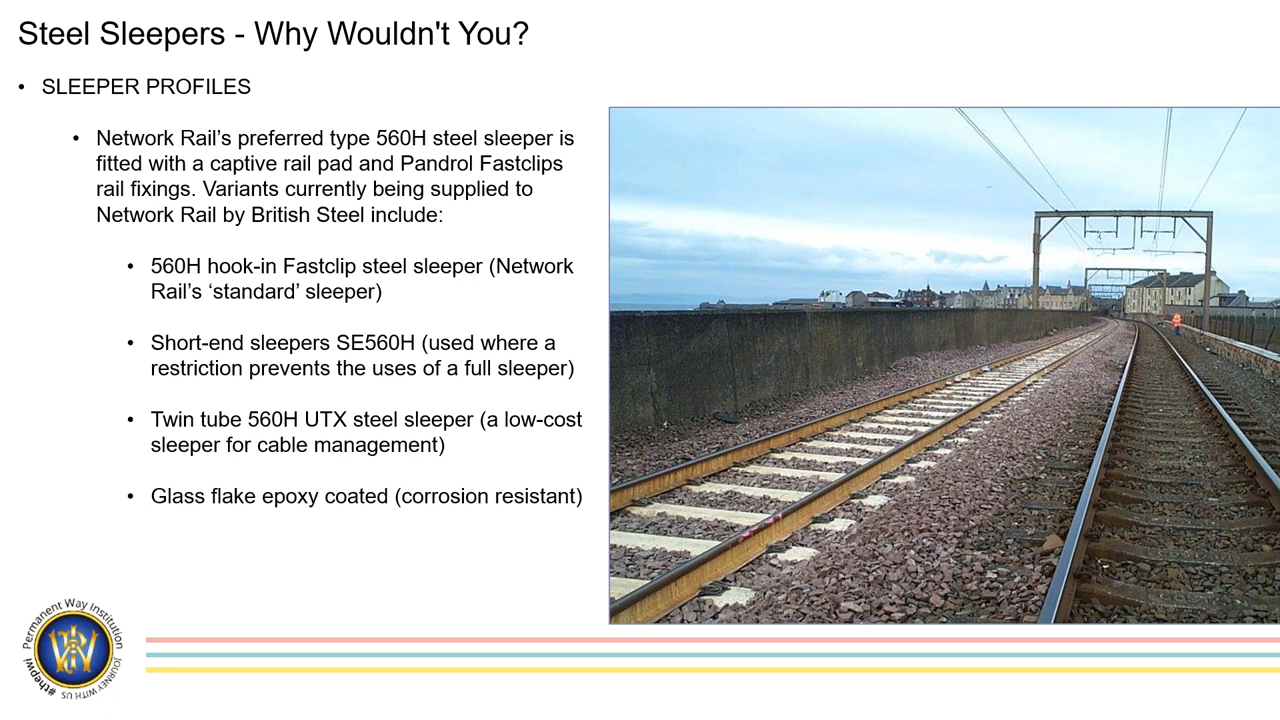 Steel Sleepers - Why Wouldn't You?
• SLEEPER PROFILES
• Network Rail’s preferred type 560H steel sleeper is
fitted with a captive rail pad and Pandrol Fastclips
rail fixings. Variants currently being supplied to
Network Rail by British Steel include:
• 560H hook-in Fastclip steel sleeper (Network
Rail’s ‘standard’ sleeper)
• Short-end sleepers SE560H (used where a
restriction prevents the uses of a full sleeper)
• Twin tube 560H UTX steel sleeper (a low-cost
sleeper for cable management)
• Glass flake epoxy coated (corrosion resistant)
Permanent Way Institution
#thepwi JOURNEY WITH US